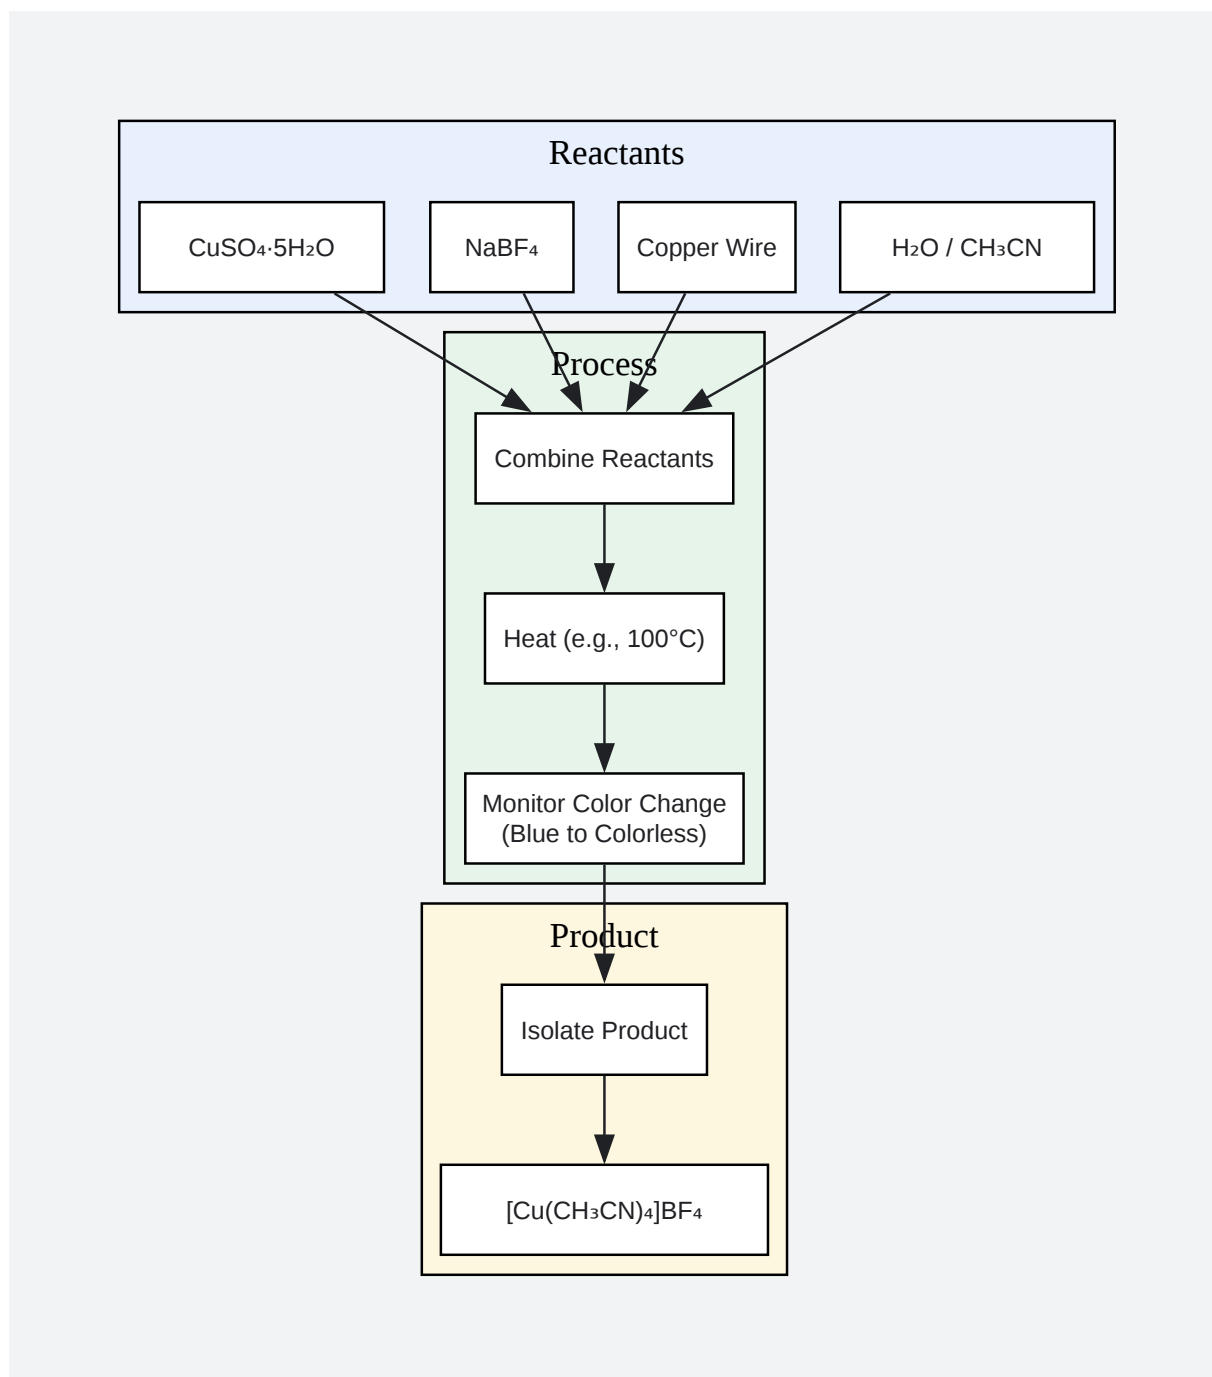 Reactants
CuSO₄·5H₂O
NaBF₄
Copper Wire
H₂O / CH₃CN
Process
Combine Reactants
Heat (e.g., 100°C)
Monitor Color Change
(Blue to Colorless)
Product
Isolate Product
[Cu(CH₃CN)₄]BF₄